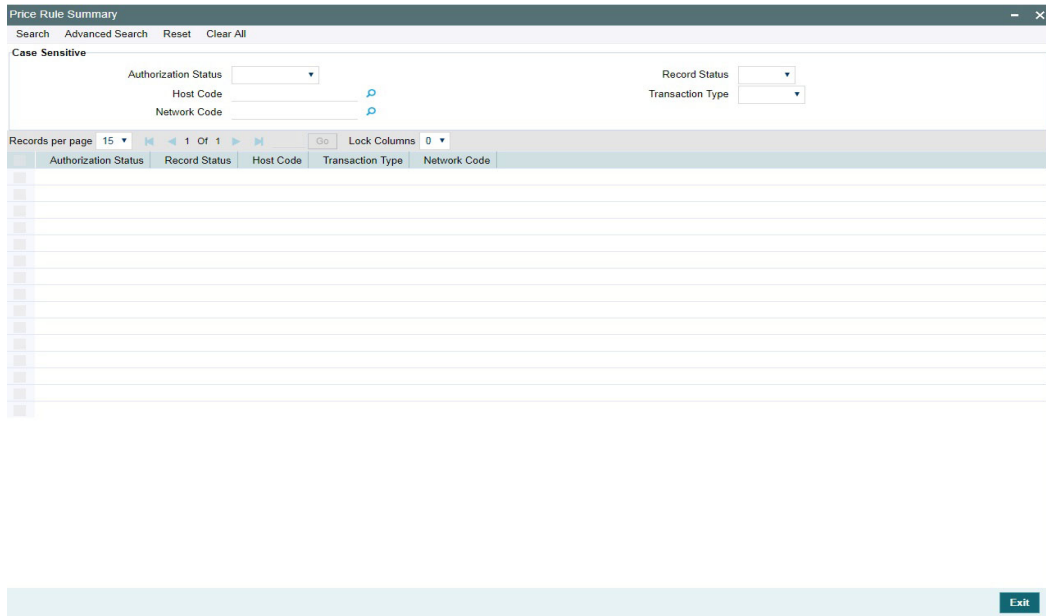 Price Rule Summary
Search Advanced Search Reset Clear All
Case Sensitive
Authorization Status Record Status
Host Code Transaction Type
Network Code
Records per page 15 1 Of 1 Go Lock Columns 0
Authorization Status Record Status Host Code Transaction Type Network Code
Exit